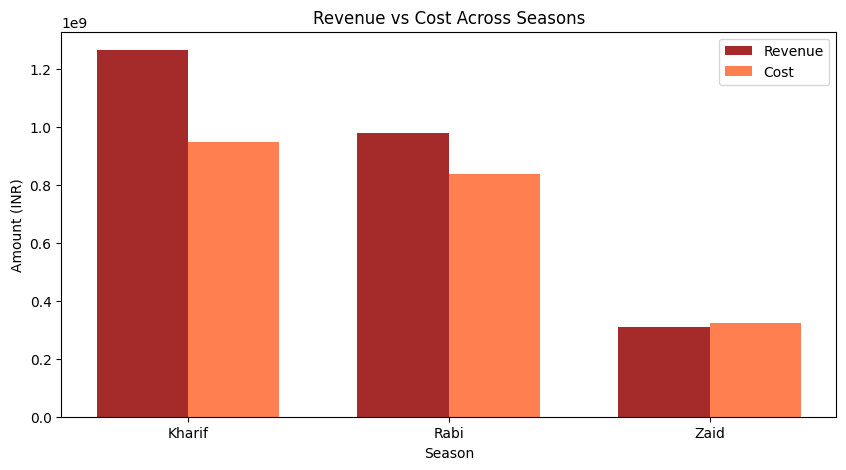 Revenue vs Cost Across Seasons
1e9
Revenue
Cost
1.2
1.0
0.8
0.6
0.4
0.2
0.0
Amount (INR)
Kharif
Rabi
Zaid
Season